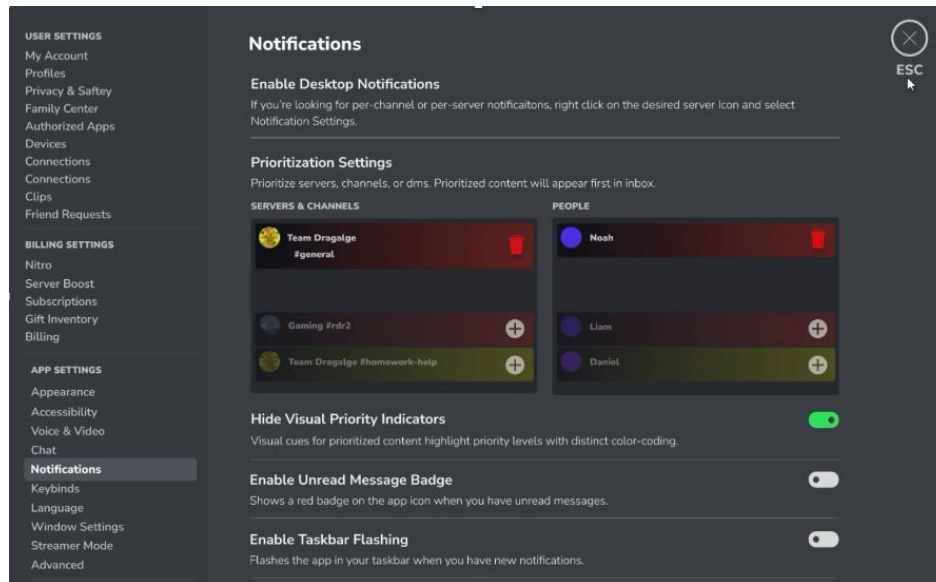 USER SETTINGS
My Account
Profiles
Privacy & Saftey
Family Center
Authorized Apps
Devices
Connections
Connections
Clips
Friend Requests
BILLING SETTINGS
Nitro
Server Boost
Subscriptions
Gift Inventory
Billing
APP SETTINGS
Appearance
Accessibility
Voice & Video
Chat
Notifications
Keybinds
Language
Window Settings
Streamer Mode
Advanced
Notifications
ESC
Enable Desktop Notifications
If you're looking for per-channel or per-server notificaitons, right click on the desired server Icon and select
Notification Settings.
Prioritization Settings
Prioritize servers, channels, or dms. Prioritized content will appear first in inbox.
SERVERS & CHANNELS
Team Dragalge
#general
Gaming #rdr2
Team Dragalge #homework-help
PEOPLE
Noah
Liam
Daniel
Hide Visual Priority Indicators
Visual cues for prioritized content highlight priority levels with distinct color-coding.
Enable Unread Message Badge
Shows a red badge on the app icon when you have unread messages.
Enable Taskbar Flashing
Flashes the app in your taskbar when you have new notifications.